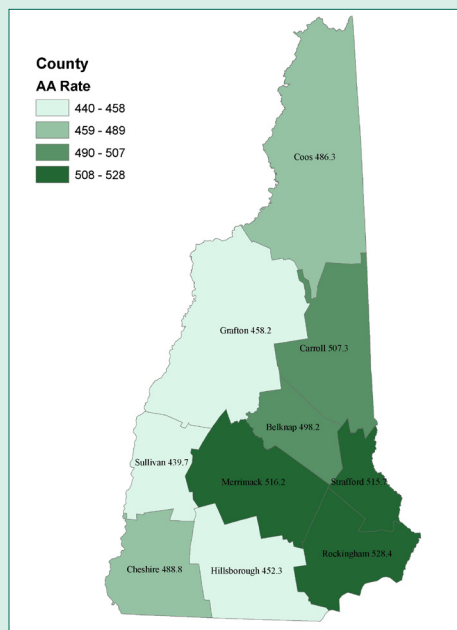 County
AA Rate
440 - 458
459 - 489
490 - 507
508 - 528
Coos 486.3
Grafton 458.2
Carroll 507.3
Belknap 498.2
Sullivan 439.7
Merrimack 516.2
Strafford 515.7
Rockingham 528.4
Cheshire 488.8
Hillsborough 452.3